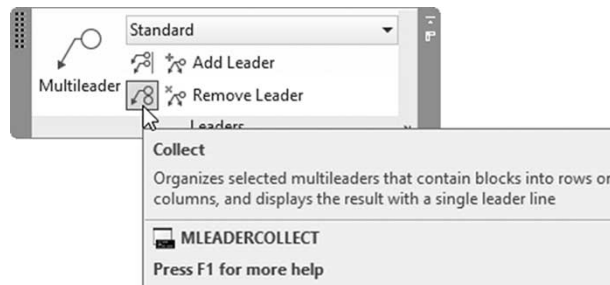 Standard
Multileader
Add Leader
Remove Leader
Leaders
Collect
Organizes selected multileaders that contain blocks into rows or
columns, and displays the result with a single leader line
MLEADERCOLLECT
Press F1 for more help